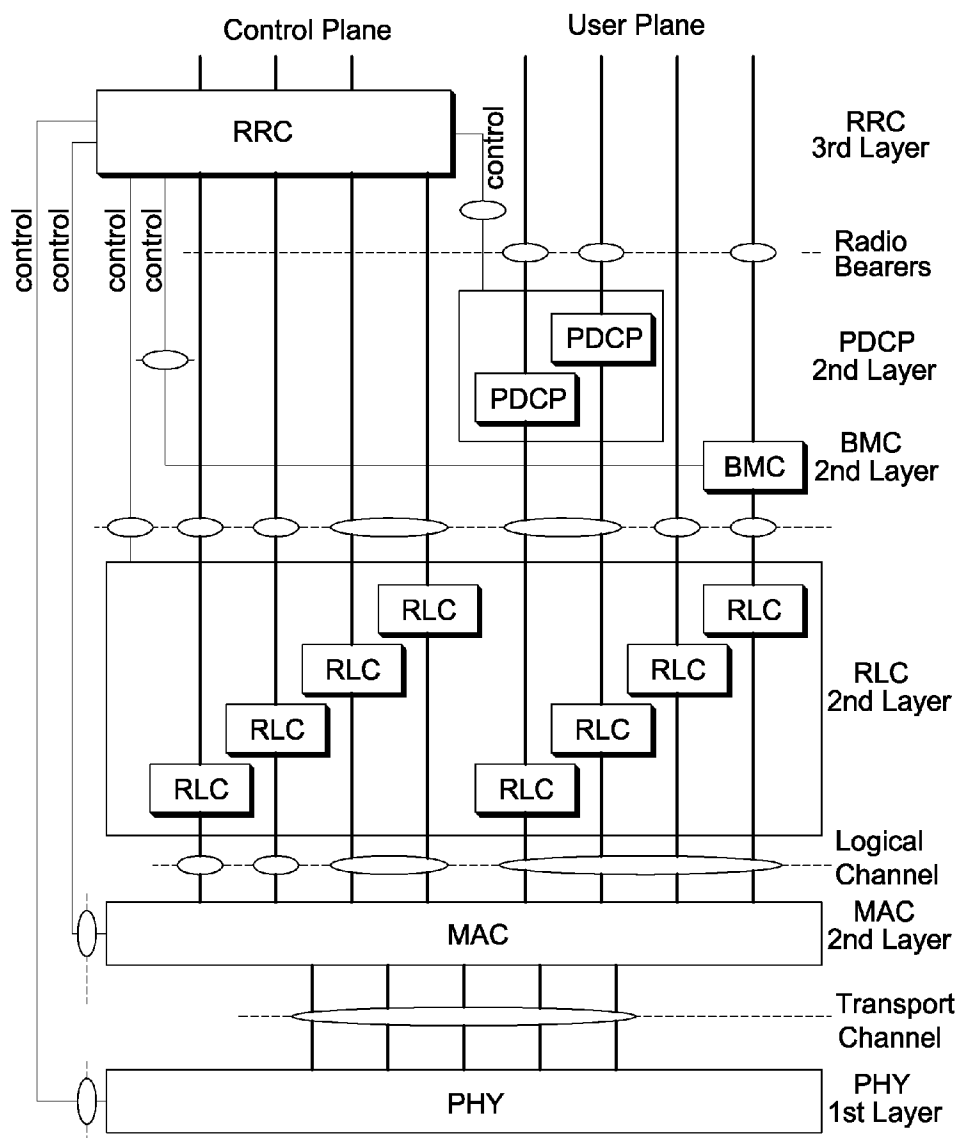 Control Plane
User Plane
RRC
control
RRC
3rd Layer
control
control
control
control
Radio
Bearers
PDCP
PDCP
PDCP
2nd Layer
BMC
BMC
2nd Layer
RLC
RLC
RLC
RLC
RLC
RLC
RLC
RLC
RLC
2nd Layer
Logical
Channel
MAC
MAC
2nd Layer
Transport
Channel
PHY
PHY
1st Layer